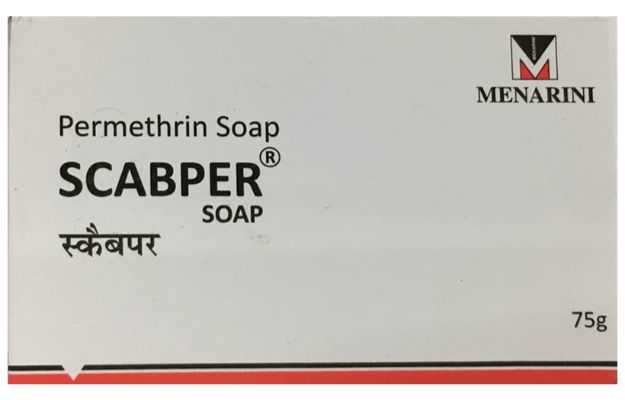 MENARINI
Permethrin Soap
SCABPER®
SOAP
स्कैबपर
75g